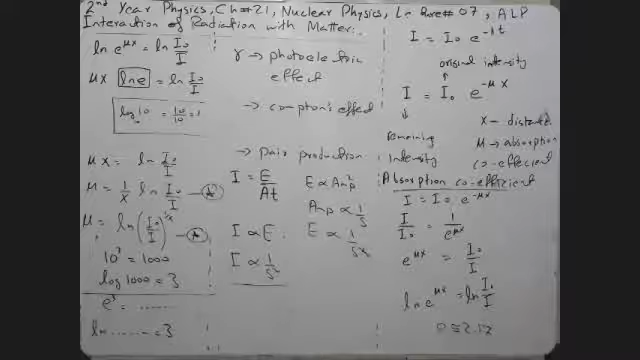 2nd Year Physics, Ch#21, Nuclear Physics, Lecture #07, ALP
Interaction of Radiation with Matter:
ln e^μx = ln I₀/I
μx ln e = ln I₀/I
log 10 = 10/10 = 1
μx = ln I₀/I
μ = 1/x ln I₀/I
μ = ln (I₀/I)^1/x
10³ = 1000
log 1000 = 3
e³ = ........
ln ........ = 3
γ → photoelectric
effect
→ compton's effect
→ pair production
I = E/At
I ∝ E
I ∝ 1/S²
E ∝ Amp²
Amp ∝ 1/S
E ∝ 1/S²
I = I₀ e^-λt
original intensity
I = I₀ e^-μx
remaining
intensity
x – distance
μ → absorption
co-effecient
Absorption co-efficient
I = I₀ e^-μx
I/I₀ = 1/e^μx
e^μx = I₀/I
ln e^μx = ln I₀/I